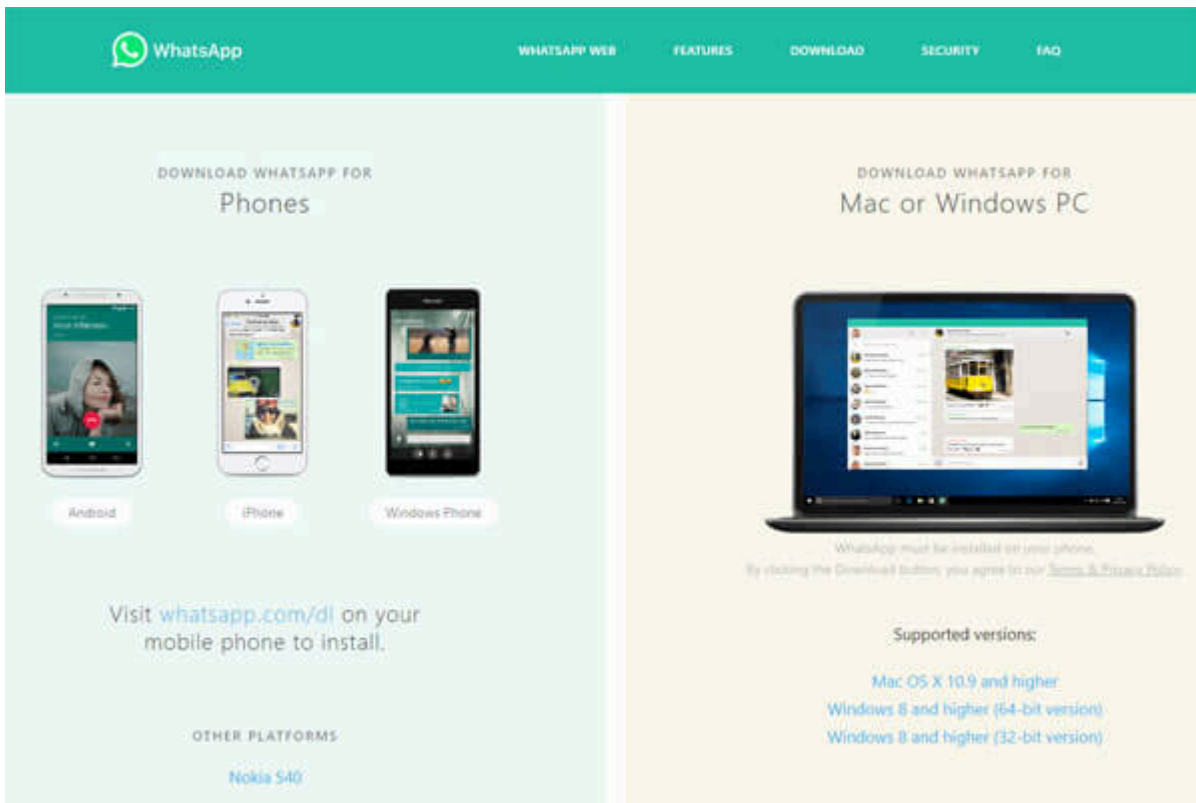 WhatsApp
WHATSAPP WEB
FEATURES
DOWNLOAD
SECURITY
FAQ
DOWNLOAD WHATSAPP FOR
Phones
Android
iPhone
Windows Phone
Visit whatsapp.com/dl on your
mobile phone to install.
OTHER PLATFORMS
Nokia S40
DOWNLOAD WHATSAPP FOR
Mac or Windows PC
WhatsApp must be installed on your phone.
By clicking the Download button, you agree to our Terms & Privacy Policy.
Supported versions:
Mac OS X 10.9 and higher
Windows 8 and higher (64-bit version)
Windows 8 and higher (32-bit version)